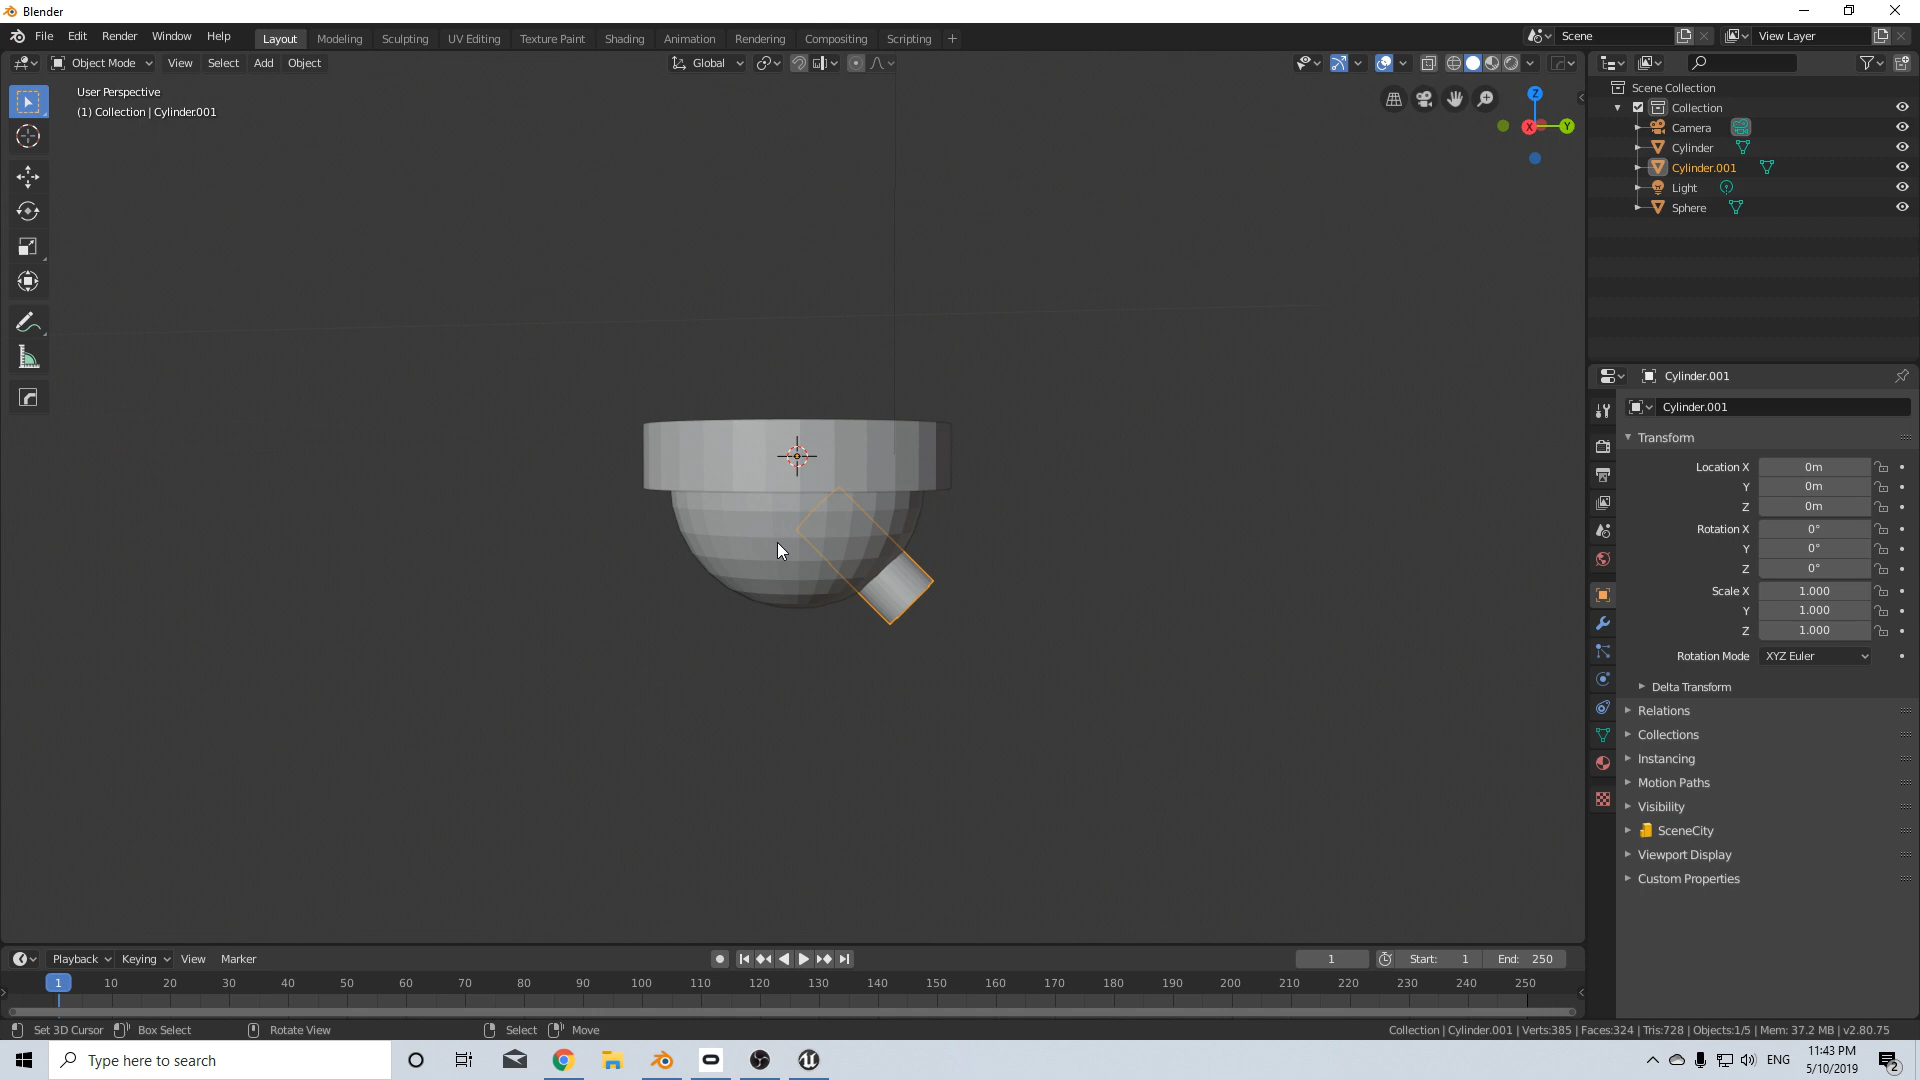 Blender
File Edit Render Window Help
Layout Modeling Sculpting UV Editing Texture Paint Shading Animation Rendering Compositing Scripting +
Scene
View Layer
Object Mode View Select Add Object
Global
User Perspective
(1) Collection | Cylinder.001
Z
X
Y
Scene Collection
Collection
Camera
Cylinder
Cylinder.001
Light
Sphere
Cylinder.001
Cylinder.001
Transform
Location X 0m
Y 0m
Z 0m
Rotation X 0°
Y 0°
Z 0°
Scale X 1.000
Y 1.000
Z 1.000
Rotation Mode XYZ Euler
Delta Transform
Relations
Collections
Instancing
Motion Paths
Visibility
SceneCity
Viewport Display
Custom Properties
Playback Keying View Marker
1 Start: 1 End: 250
1 10 20 30 40 50 60 70 80 90 100 110 120 130 140 150 160 170 180 190 200 210 220 230 240 250
Set 3D Cursor Box Select Rotate View Select Move
Collection | Cylinder.001 | Verts:385 | Faces:324 | Tris:728 | Objects:1/5 | Mem: 37.2 MB | v2.80.75
Type here to search
ENG
11:43 PM
5/10/2019
2